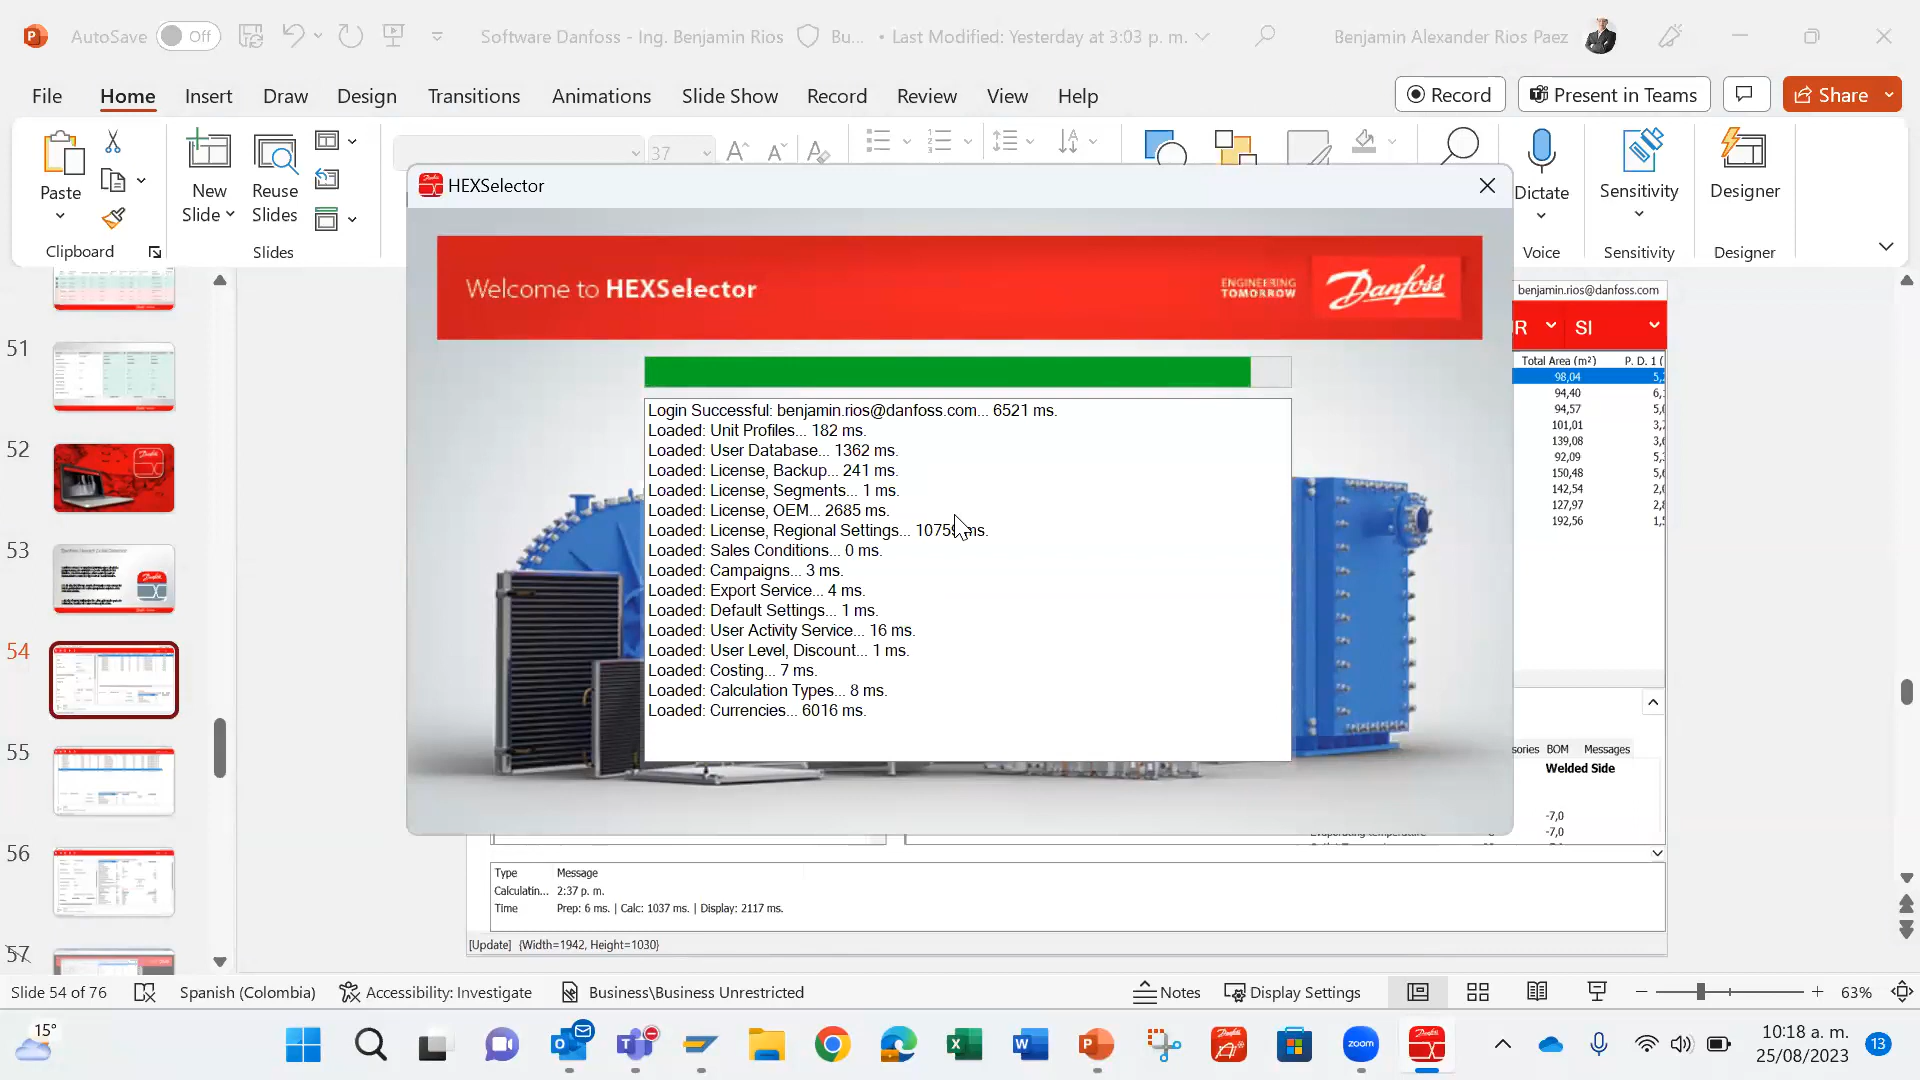 AutoSave Off Software Danfoss - Ing. Benjamin Rios Bu... • Last Modified: Yesterday at 3:03 p. m. Benjamin Alexander Rios Paez
File Home Insert Draw Design Transitions Animations Slide Show Record Review View Help Record Present in Teams Share
Paste
New Slide
Reuse Slides
37
Dictate
Sensitivity
Designer
Clipboard Slides Voice Sensitivity Designer
HEXSelector
Welcome to HEXSelector
ENGINEERING
TOMORROW
Danfoss
Login Successful: benjamin.rios@danfoss.com... 6521 ms.
Loaded: Unit Profiles... 182 ms.
Loaded: User Database... 1362 ms.
Loaded: License, Backup... 241 ms.
Loaded: License, Segments... 1 ms.
Loaded: License, OEM... 2685 ms.
Loaded: License, Regional Settings... 1075 ms.
Loaded: Sales Conditions... 0 ms.
Loaded: Campaigns... 3 ms.
Loaded: Export Service... 4 ms.
Loaded: Default Settings... 1 ms.
Loaded: User Activity Service... 16 ms.
Loaded: User Level, Discount... 1 ms.
Loaded: Costing... 7 ms.
Loaded: Calculation Types... 8 ms.
Loaded: Currencies... 6016 ms.
benjamin.rios@danfoss.com
SI
Total Area (m²) P. D. 1 (
98,04
94,40
94,57
101,01
139,08
92,09
150,48
142,54
127,97
192,56
BOM Messages
Welded Side
-7,0
-7,0
Type Message
Calculatin... 2:37 p. m.
Time Prep: 6 ms. | Calc: 1037 ms. | Display: 2117 ms.
[Update] {Width=1942, Height=1030}
51
52
53
54
55
56
57
Slide 54 of 76 Spanish (Colombia) Accessibility: Investigate Business\Business Unrestricted Notes Display Settings 63%
15°
zoom
10:18 a. m.
25/08/2023
13